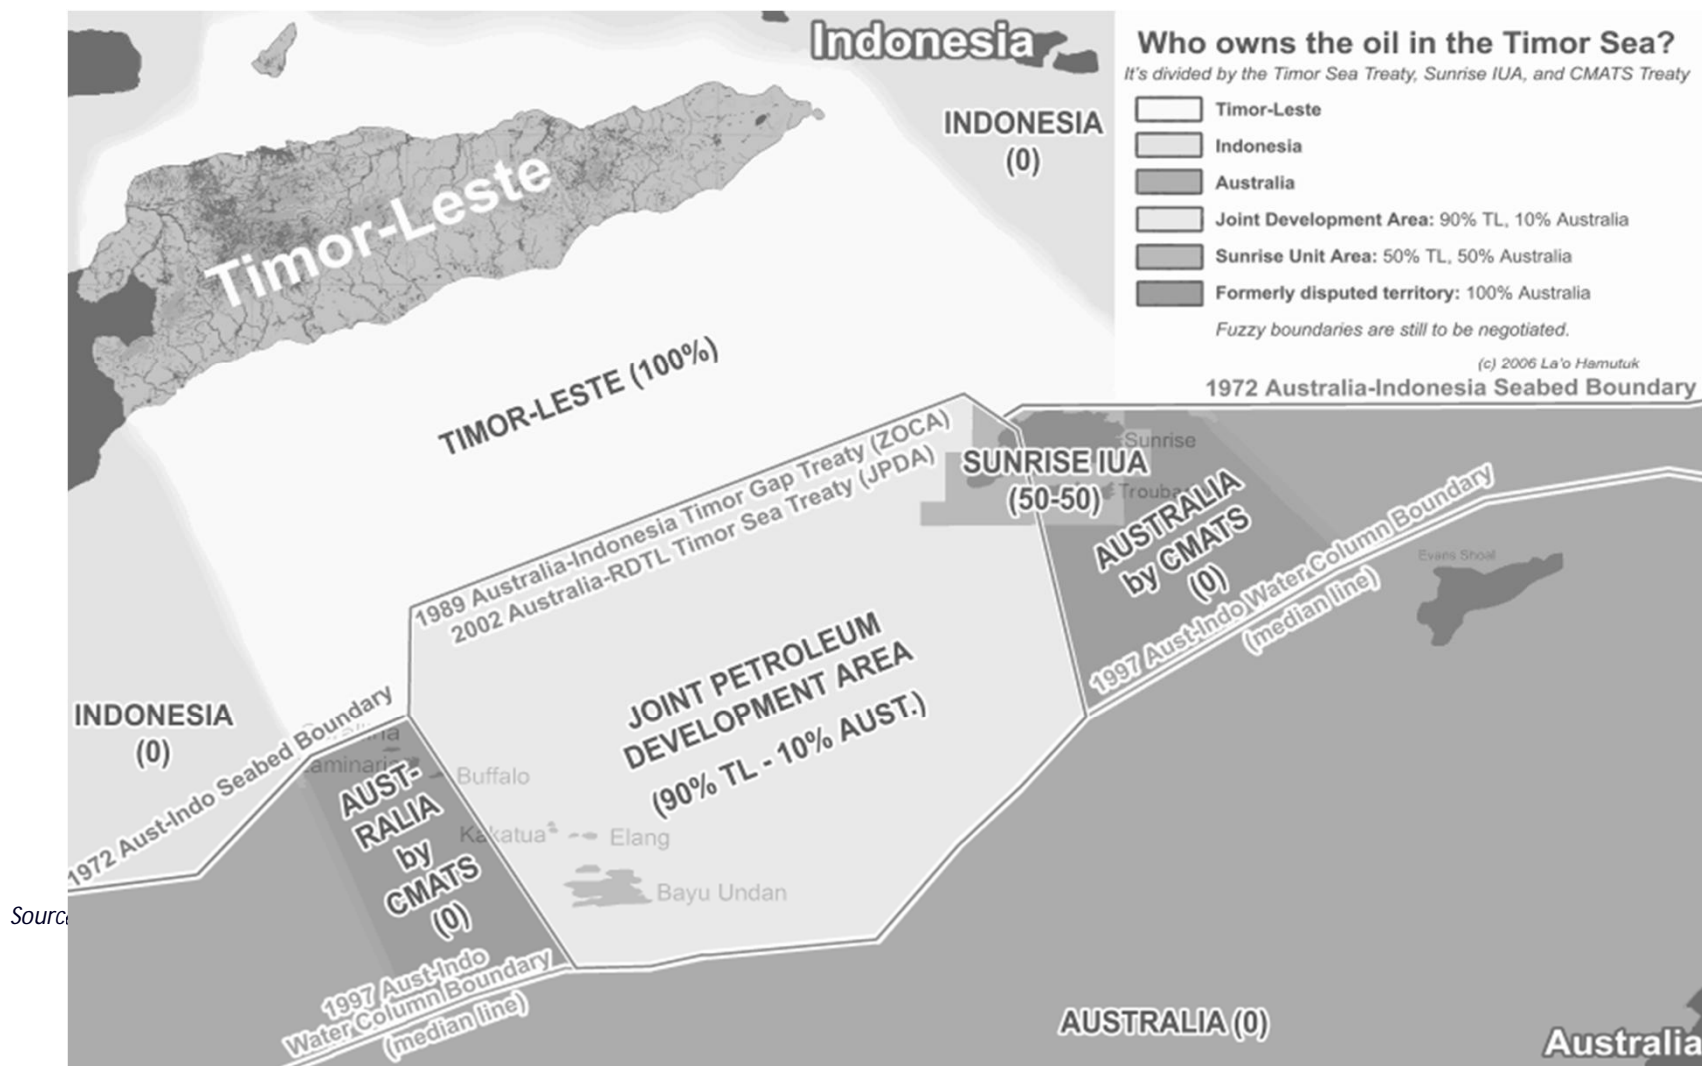 Indonesia
Who owns the oil in the Timor Sea?
It's divided by the Timor Sea Treaty, Sunrise IUA, and CMATS Treaty
Timor-Leste
Indonesia
Australia
Joint Development Area: 90% TL, 10% Australia
Sunrise Unit Area: 50% TL, 50% Australia
Formerly disputed territory: 100% Australia
Fuzzy boundaries are still to be negotiated.
(c) 2006 La'o Hamutuk
1972 Australia-Indonesia Seabed Boundary
INDONESIA
(0)
Timor-Leste
TIMOR-LESTE (100%)
1989 Australia-Indonesia Timor Gap Treaty (ZOCA)
2002 Australia-RDTL Timor Sea Treaty (JPDA)
Sunrise
SUNRISE IUA
(50-50)
AUSTRALIA
by CMATS
(0)
1997 Aust-Indo Water Column Boundary
(median line)
Evans Shoal
JOINT PETROLEUM
DEVELOPMENT AREA
(90% TL - 10% AUST.)
INDONESIA
(0)
1972 Aust-Indo Seabed Boundary
AUST-
RALIA
by
CMATS
(0)
Buffalo
Kakatua
Elang
Bayu Undan
1997 Aust-Indo
Water Column Boundary
(median line)
AUSTRALIA (0)
Australia